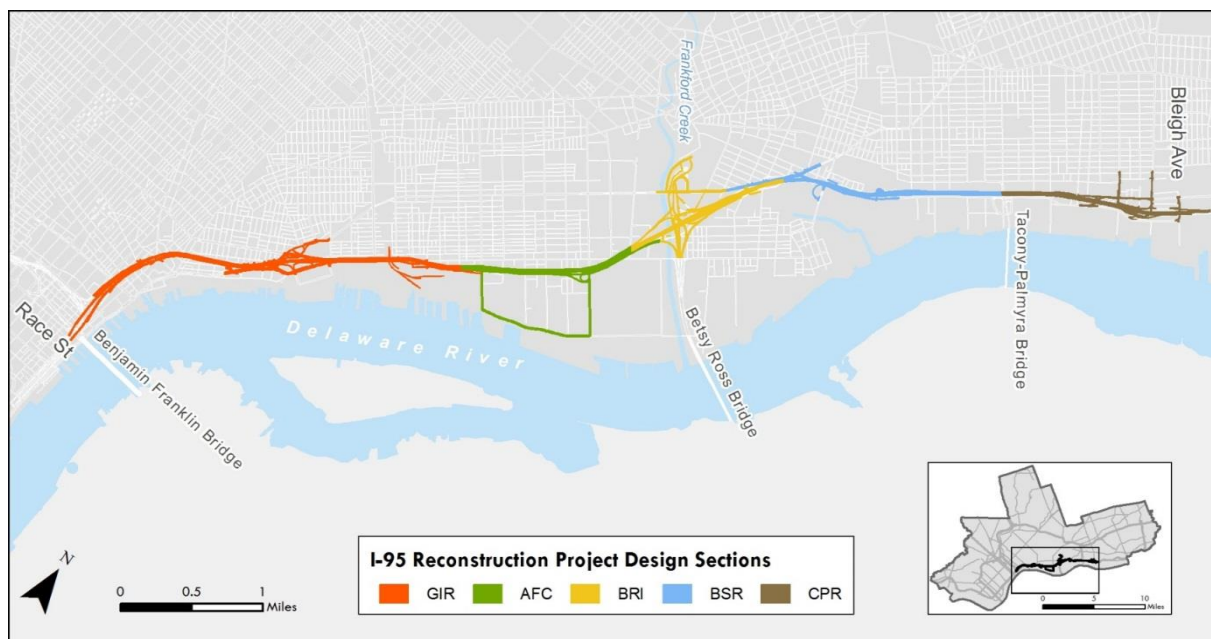 Frankford Creek
Bleigh Ave
Race St
Benjamin Franklin Bridge
Delaware River
Betsy Ross Bridge
Tacony-Palmyra Bridge
N
0 0.5 1
Miles
I-95 Reconstruction Project Design Sections
GIR AFC BRI BSR CPR
0 5 10
Miles